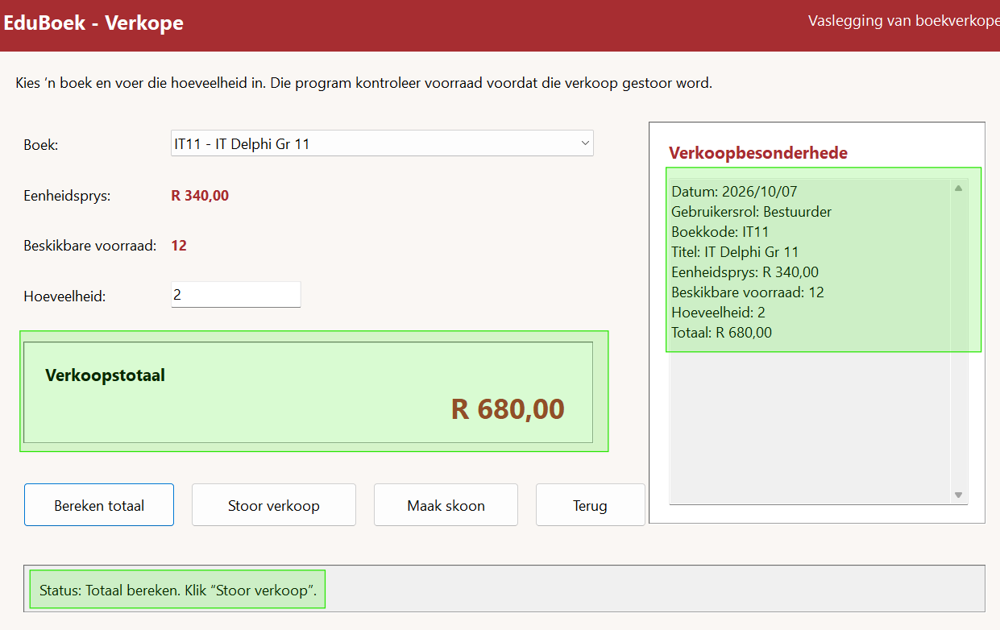 EduBoek - Verkope
Vaslegging van boekverkope
Kies ’n boek en voer die hoeveelheid in. Die program kontroleer voorraad voordat die verkoop gestoor word.
Boek:
IT11 - IT Delphi Gr 11
Eenheidsprys:
R 340,00
Beskikbare voorraad:
12
Hoeveelheid:
2
Verkoopstotaal
R 680,00
Bereken totaal
Stoor verkoop
Maak skoon
Terug
Verkoopbesonderhede
Datum: 2026/10/07
Gebruikersrol: Bestuurder
Boekkode: IT11
Titel: IT Delphi Gr 11
Eenheidsprys: R 340,00
Beskikbare voorraad: 12
Hoeveelheid: 2
Totaal: R 680,00
Status: Totaal bereken. Klik “Stoor verkoop”.